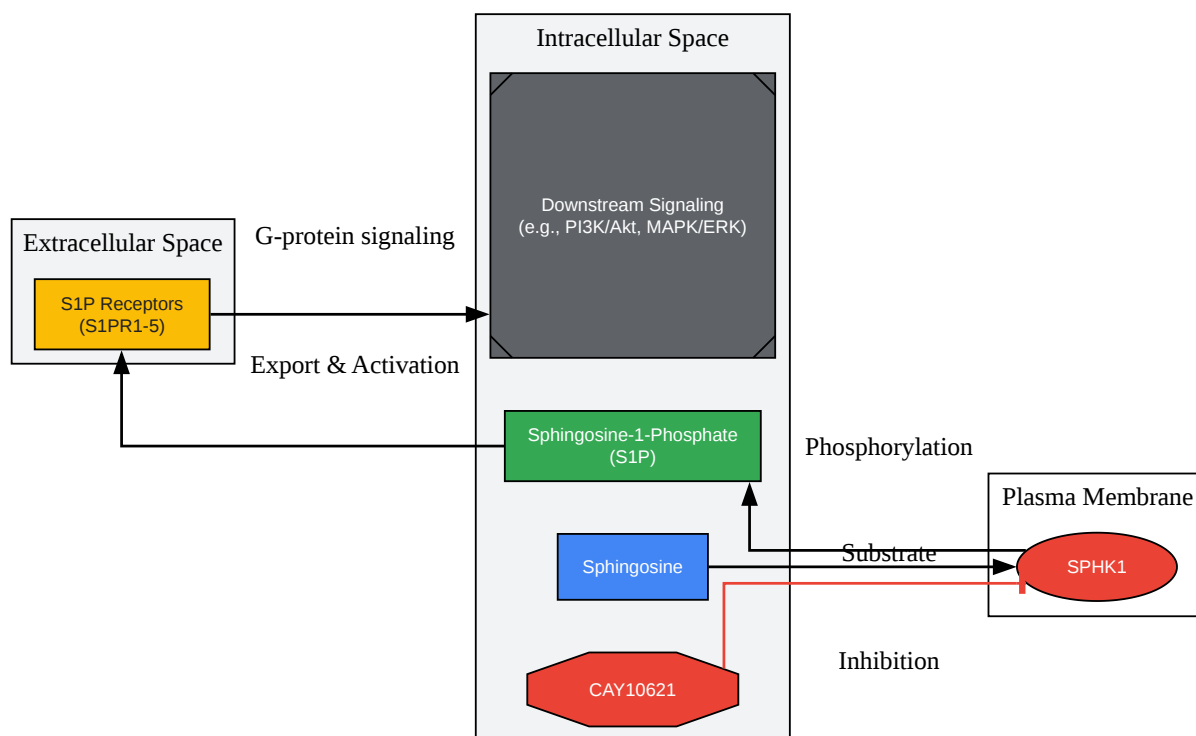 Intracellular Space
Downstream Signaling
(e.g., PI3K/Akt, MAPK/ERK)
Extracellular Space
G-protein signaling
S1P Receptors
(S1PR1-5)
Export & Activation
Sphingosine-1-Phosphate
(S1P)
Phosphorylation
Plasma Membrane
Sphingosine
Substrate
SPHK1
Inhibition
CAY10621